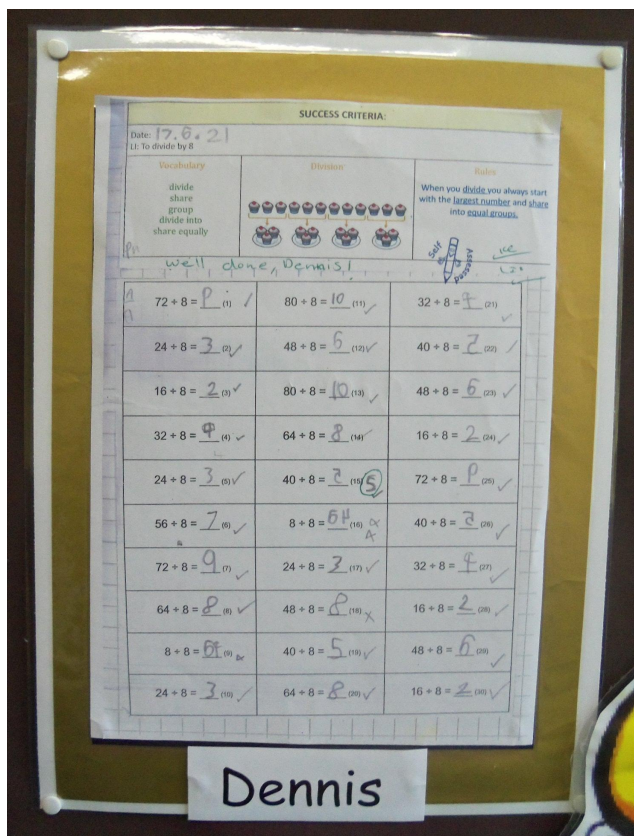 SUCCESS CRITERIA:
Date: 17.6.21
LI: To divide by 8
Vocabulary
divide
share
group
divide into
share equally
Division
Rules
When you divide you always start
with the largest number and share
into equal groups.
Self
Assessed
Well done, Dennis!
72 ÷ 8 = 9 (1)
80 ÷ 8 = 10 (11)
32 ÷ 8 = 4 (21)
24 ÷ 8 = 3 (2)
48 ÷ 8 = 6 (12)
40 ÷ 8 = 5 (22)
16 ÷ 8 = 2 (3)
80 ÷ 8 = 10 (13)
48 ÷ 8 = 6 (23)
32 ÷ 8 = 4 (4)
64 ÷ 8 = 8 (14)
16 ÷ 8 = 2 (24)
24 ÷ 8 = 3 (5)
40 ÷ 8 = 5 (15) 5
72 ÷ 8 = 9 (25)
56 ÷ 8 = 7 (6)
8 ÷ 8 = 64 (16)
40 ÷ 8 = 5 (26)
72 ÷ 8 = 9 (7)
24 ÷ 8 = 3 (17)
32 ÷ 8 = 4 (27)
64 ÷ 8 = 8 (8)
48 ÷ 8 = 8 (18)
16 ÷ 8 = 2 (28)
8 ÷ 8 = 64 (9)
40 ÷ 8 = 5 (19)
48 ÷ 8 = 6 (29)
24 ÷ 8 = 3 (10)
64 ÷ 8 = 8 (20)
16 ÷ 8 = 2 (30)
Dennis